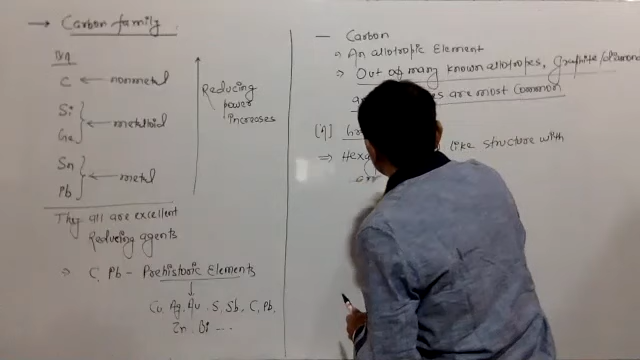 → Carbon family
IVA
C ← nonmetal
Si
Ge } ← metalloid
Sn
Pb } ← metal
Reducing
power
increases
They all are excellent
Reducing agents
→ C, Pb - Prehistoric Elements
Cu, Ag, Au, S, Sb, C, Pb,
Zn, Bi ...
— Carbon
→ An allotropic Element
→ Out of many known allotropes, Graphite/diamond
are most common
[1]
⇒ like structure with